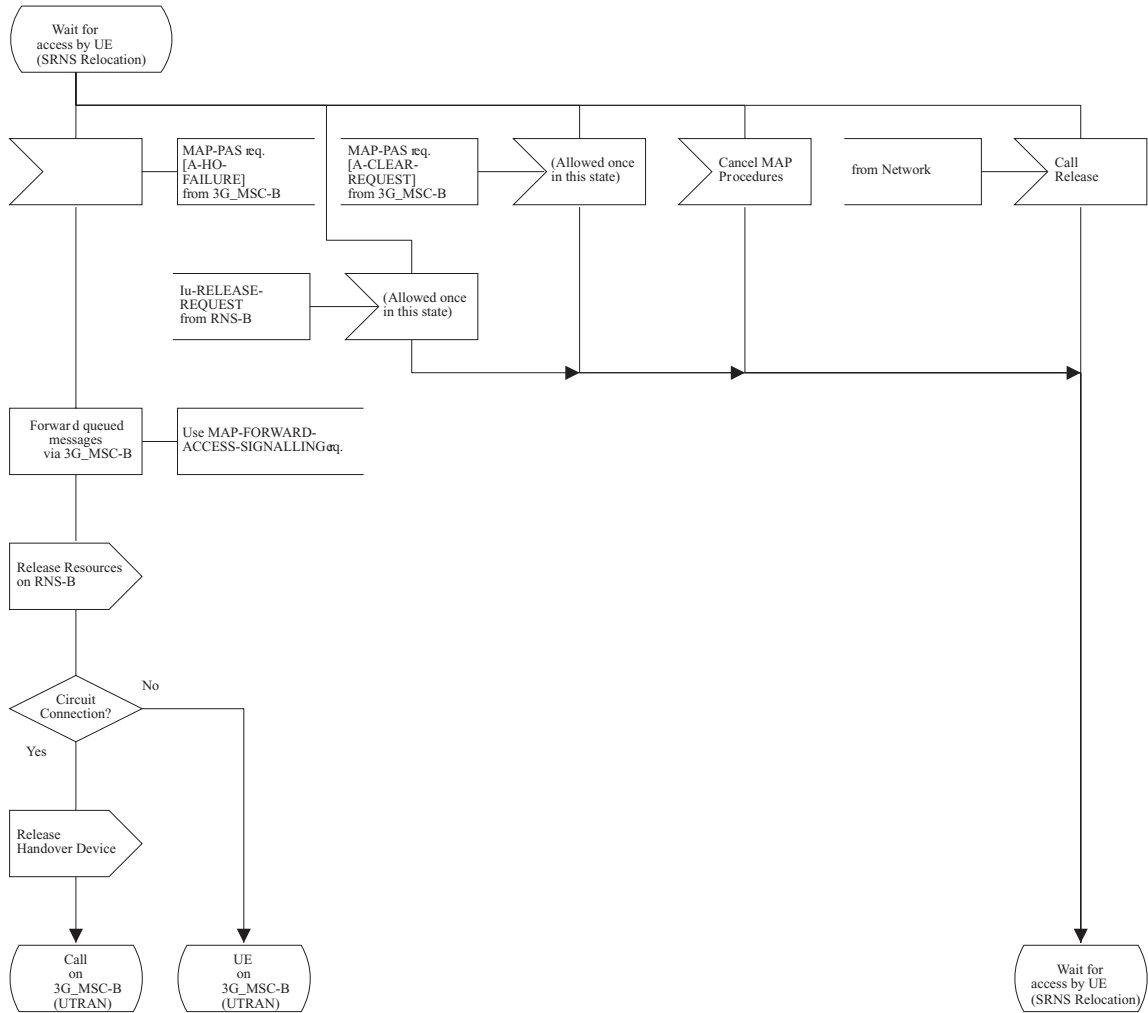 Wait for
access by UE
(SRNS Relocation)
MAP-PAS req.
[A-HO-
FAILURE]
from 3G_MSC-B
MAP-PAS req.
[A-CLEAR-
REQUEST]
from 3G_MSC-B
(Allowed once
in this state)
Cancel MAP
Procedures
from Network
Call
Release
Iu-RELEASE-
REQUEST
from RNS-B
(Allowed once
in this state)
Forward queued
messages
via 3G_MSC-B
Use MAP-FORWARD-
ACCESS-SIGNALLING eq.
Release Resources
on RNS-B
Circuit
Connection?
No
Yes
Release
Handover Device
Call
on
3G_MSC-B
(UTRAN)
UE
on
3G_MSC-B
(UTRAN)
Wait for
access by UE
(SRNS Relocation)